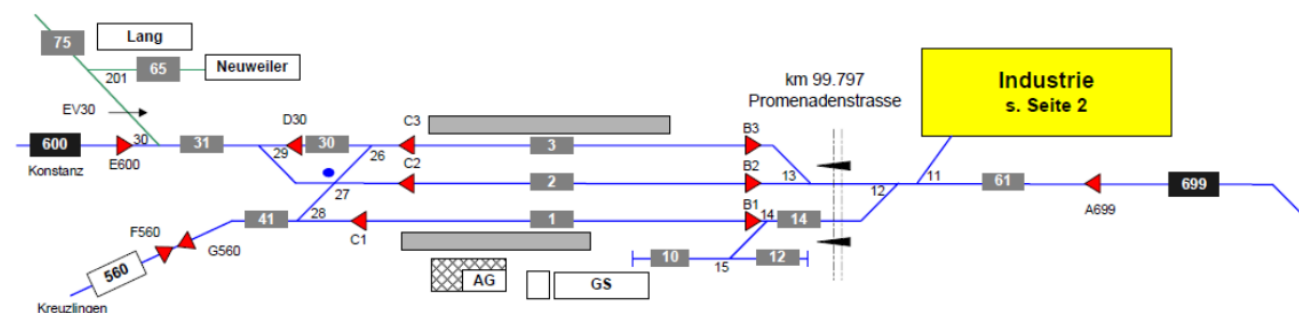 75
Lang
201
65
Neuweiler
EV30
km 99.797
Promenadenstrasse
Industrie
s. Seite 2
600
30
31
D30
30
C3
3
B3
Konstanz
E600
29
26
C2
2
B2
13
12
11
61
699
A699
27
28
41
C1
1
B1
14
14
F560
G560
560
Kreuzlingen
10
15
12
AG
GS